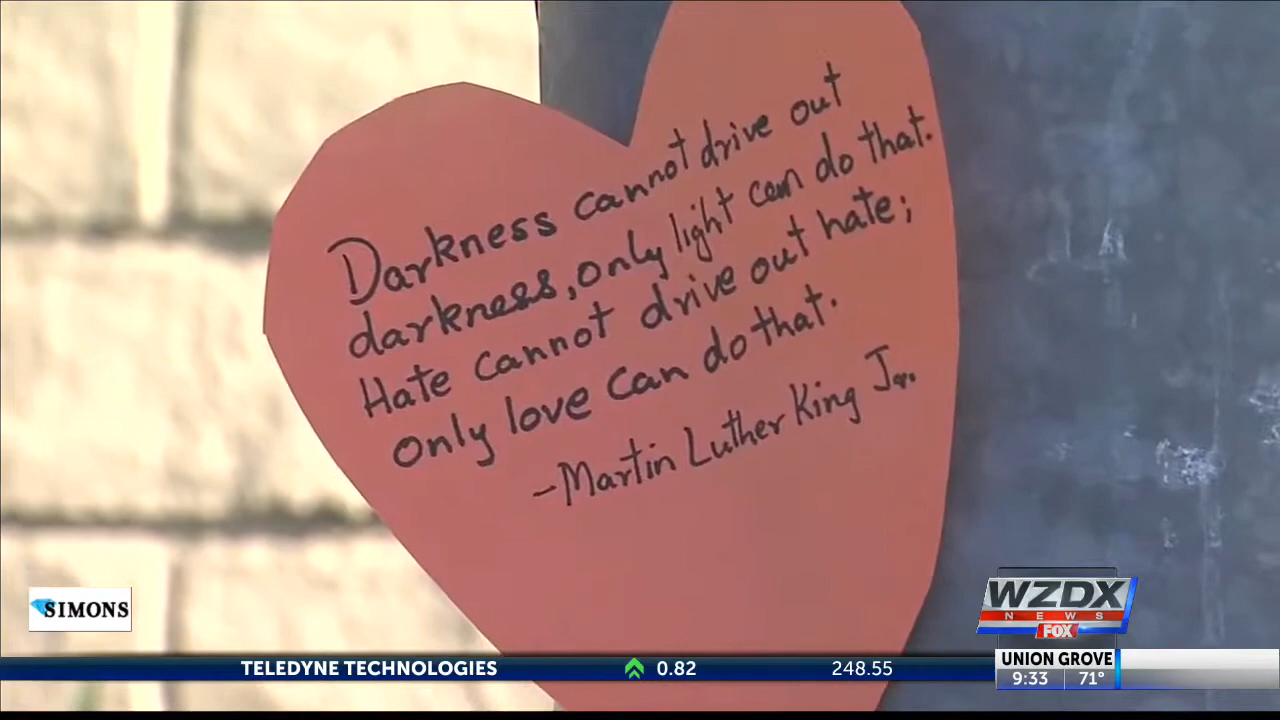 Darkness cannot drive out
darkness, only light can do that.
Hate cannot drive out hate;
only love can do that.
-Martin Luther King Jr.
SIMONS
WZDX
NEWS
FOX
TELEDYNE TECHNOLOGIES 0.82 248.55
UNION GROVE
9:33 71°